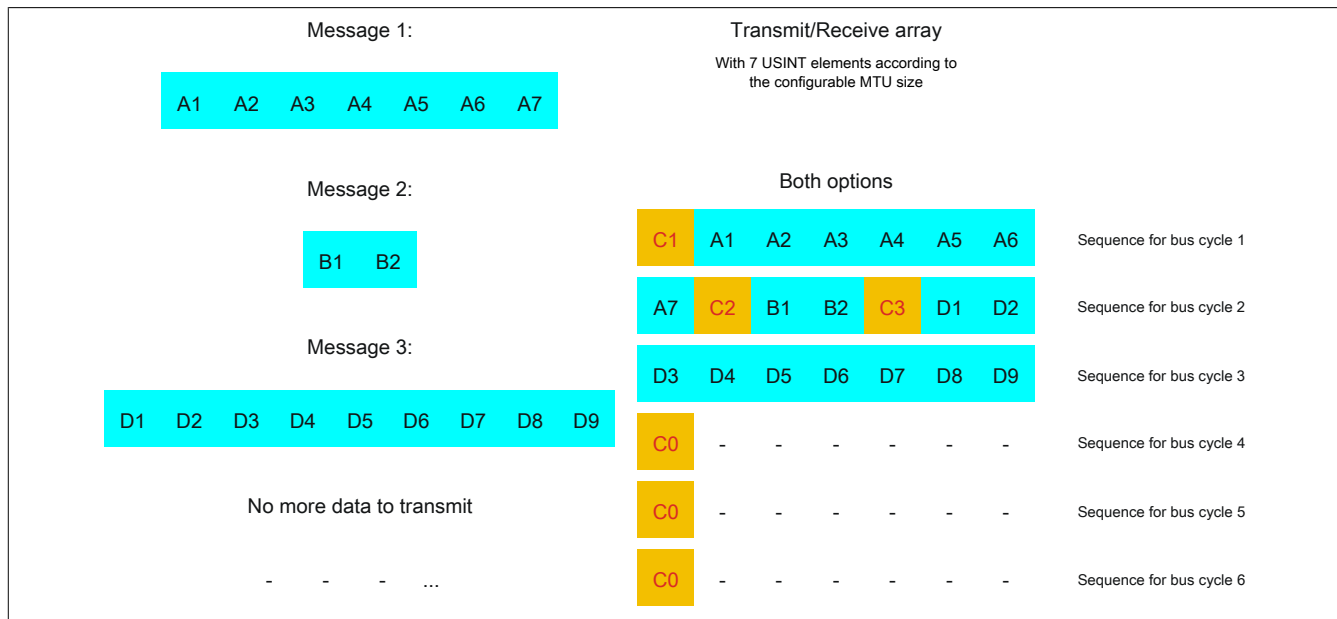 Message 1:
A1 A2 A3 A4 A5 A6 A7
Message 2:
B1 B2
Message 3:
D1 D2 D3 D4 D5 D6 D7 D8 D9
No more data to transmit
- - - ...
Transmit/Receive array
With 7 USINT elements according to
the configurable MTU size
Both options
C1 A1 A2 A3 A4 A5 A6 Sequence for bus cycle 1
A7 C2 B1 B2 C3 D1 D2 Sequence for bus cycle 2
D3 D4 D5 D6 D7 D8 D9 Sequence for bus cycle 3
C0 - - - - - - Sequence for bus cycle 4
C0 - - - - - - Sequence for bus cycle 5
C0 - - - - - - Sequence for bus cycle 6